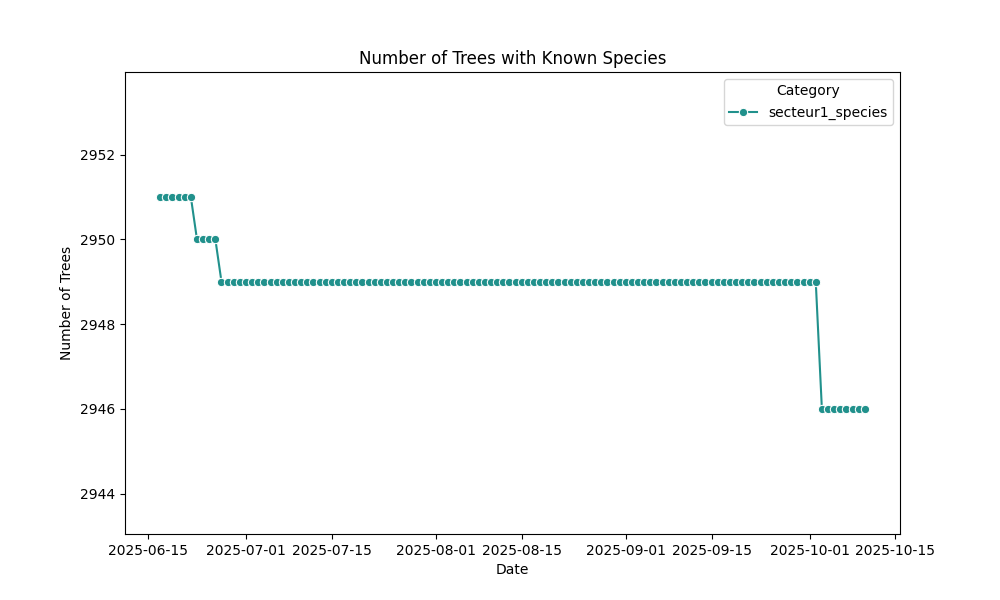 Number of Trees with Known Species
Category
secteur1_species
2952
2950
2948
2946
2944
Number of Trees
2025-06-15 2025-07-01 2025-07-15 2025-08-01 2025-08-15 2025-09-01 2025-09-15 2025-10-01 2025-10-15
Date